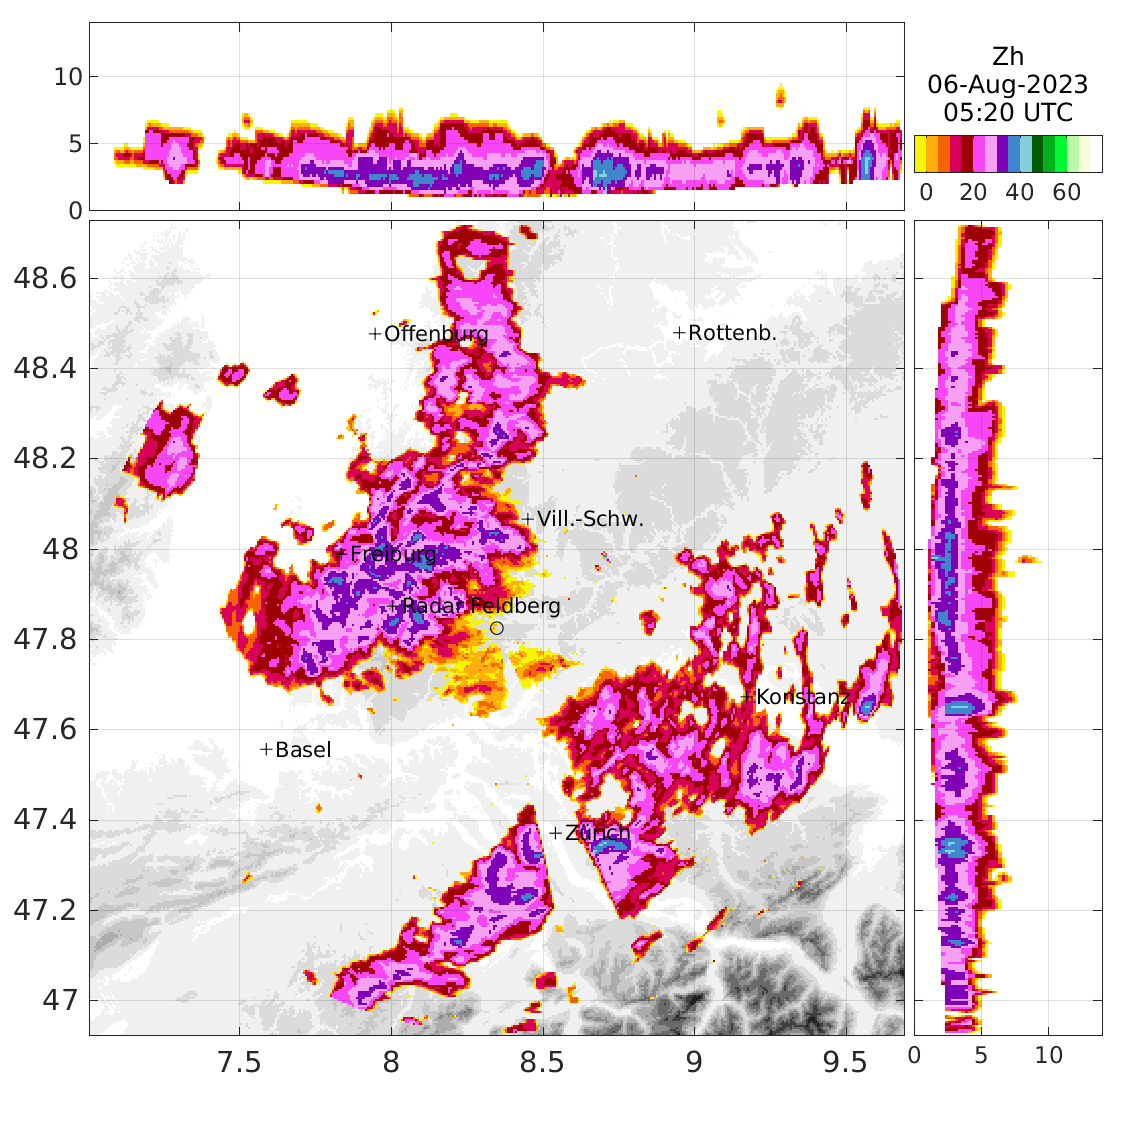 10
5
0
Zh
06-Aug-2023
05:20 UTC
0 20 40 60
48.6
48.4
48.2
48
47.8
47.6
47.4
47.2
47
+Offenburg
+Rottenb.
+Vill.-Schw.
+Freiburg
+Radar Feldberg
+Konstanz
+Basel
+Zürich
7.5 8 8.5 9 9.5
0 5 10